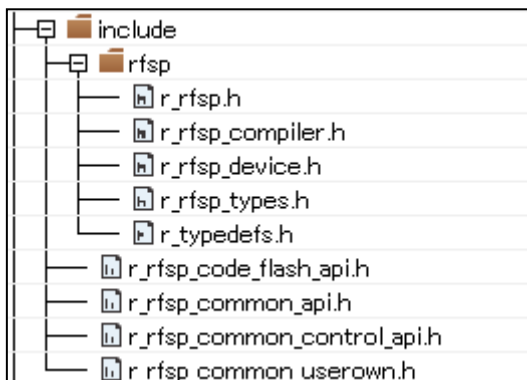 include
rfsp
r_rfsp.h
r_rfsp_compiler.h
r_rfsp_device.h
r_rfsp_types.h
r_typedefs.h
r_rfsp_code_flash_api.h
r_rfsp_common_api.h
r_rfsp_common_control_api.h
r_rfsp_common_userown.h